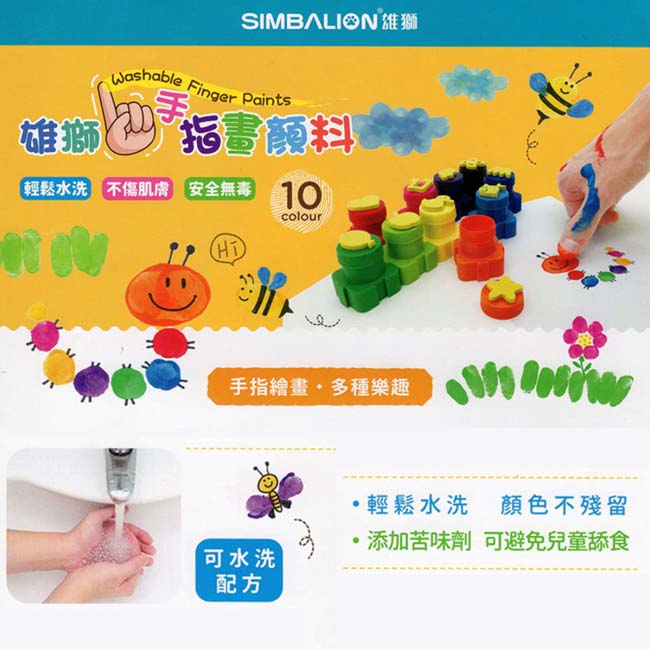 SIMBALION®雄獅
Washable Finger Paints
雄獅手指畫顏料
輕鬆水洗 不傷肌膚 安全無毒
10
colour
Hi
手指繪畫・多種樂趣
可水洗
配方
• 輕鬆水洗 顏色不殘留
• 添加苦味劑 可避免兒童舔食